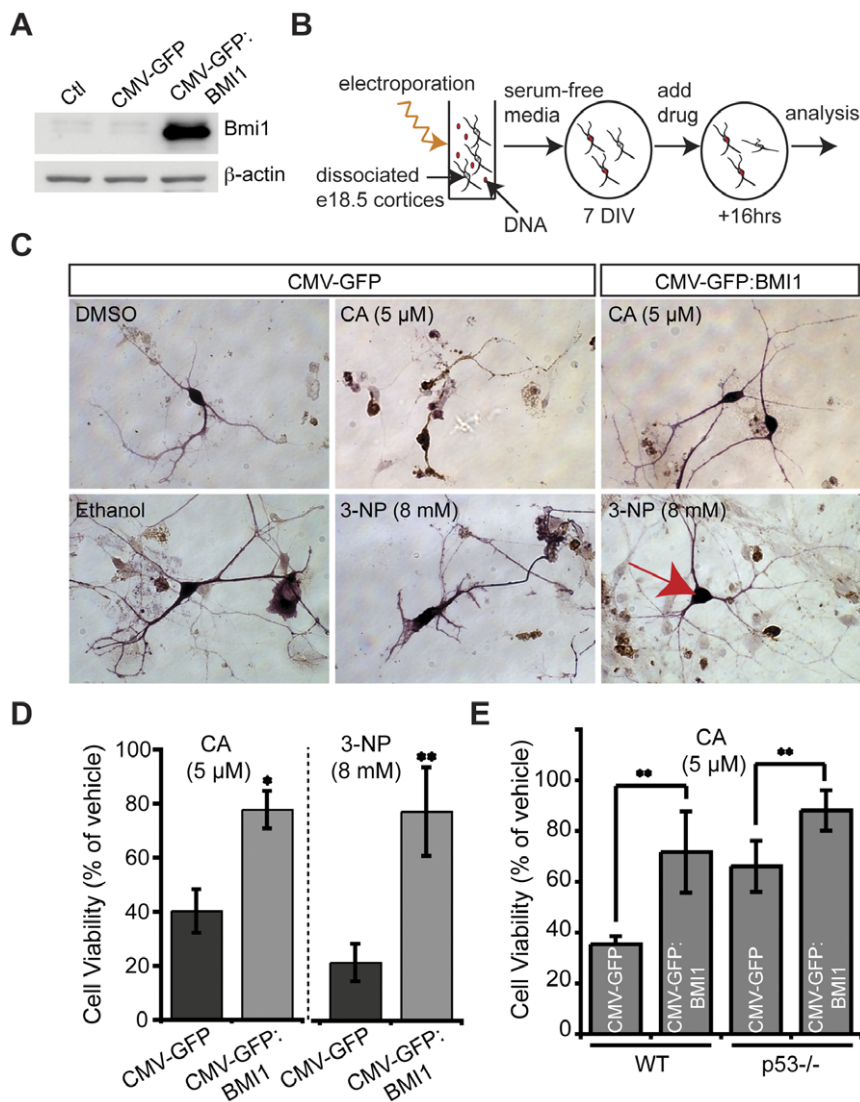 A
Ctl
CMV-GFP
CMV-GFP:
BMI1
Bmi1
β-actin
B
electroporation
dissociated
e18.5 cortices
DNA
serum-free
media
7 DIV
add
drug
+16hrs
analysis
C
CMV-GFP
CMV-GFP:BMI1
DMSO
CA (5 µM)
CA (5 µM)
Ethanol
3-NP (8 mM)
3-NP (8 mM)
D
Cell Viability (% of vehicle)
100
80
60
40
20
0
CA
(5 µM)
*
3-NP
(8 mM)
**
CMV-GFP
CMV-GFP:
BMI1
CMV-GFP
CMV-GFP:
BMI1
E
Cell Viability (% of vehicle)
100
80
60
40
20
0
CA
(5 µM)
**
**
CMV-GFP
CMV-GFP:
BMI1
CMV-GFP
CMV-GFP:
BMI1
WT
p53-/-